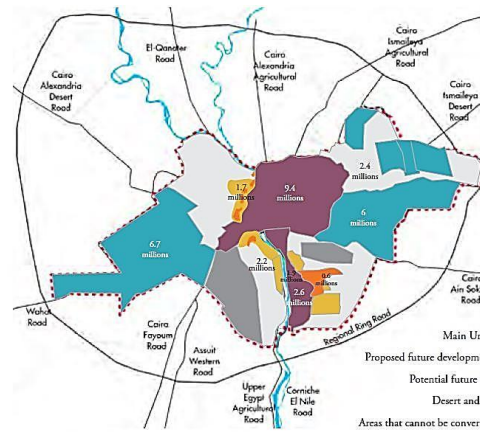 Cairo
Ismaileya
Agricultural
Road
El-Qanater
Road
Cairo
Alexandria
Agricultural
Road
Cairo
Alexandria
Desert
Road
Cairo
Ismaileya
Desert
Road
2.4
millions
1.7
millions
9.4
millions
6
millions
6.7
millions
2.2
millions
millions
0.6
millions
2.6
millions
Wahat
Road
Cairo
Fayoum
Road
Assuit
Western
Road
Upper
Egypt
Agricultural
Road
Corniche
El Nile
Road
Regional Ring Road
Ain Sok
Road
Main Ur
Proposed future developm
Potential future
Desert and
Areas that cannot be conver